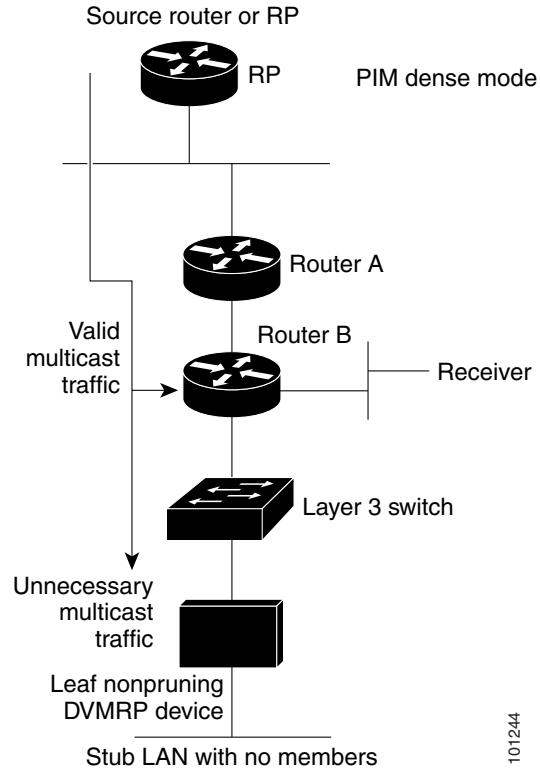 Source router or RP
RP
PIM dense mode
Router A
Router B
Valid
multicast
traffic
Receiver
Layer 3 switch
Unnecessary
multicast
traffic
Leaf nonpruning
DVMRP device
Stub LAN with no members
101244